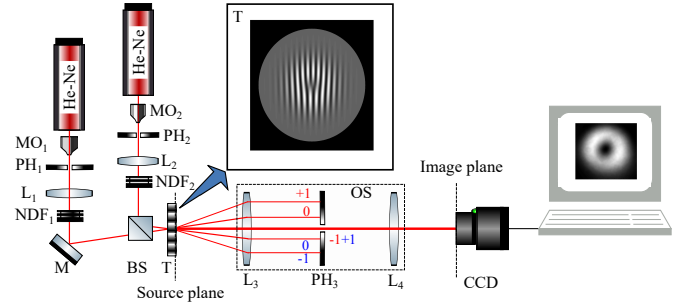 He-Ne
He-Ne
MO₁
MO₂
PH₁
PH₂
L₁
L₂
NDF₁
NDF₂
M
BS
T
Source plane
T
+1
0
0
-1
-1+1
OS
L₃
PH₃
L₄
Image plane
CCD